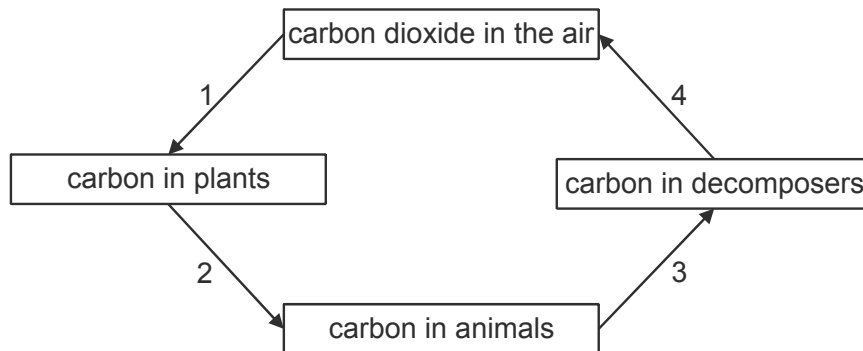 carbon dioxide in the air
1
4
carbon in plants
carbon in decomposers
2
3
carbon in animals